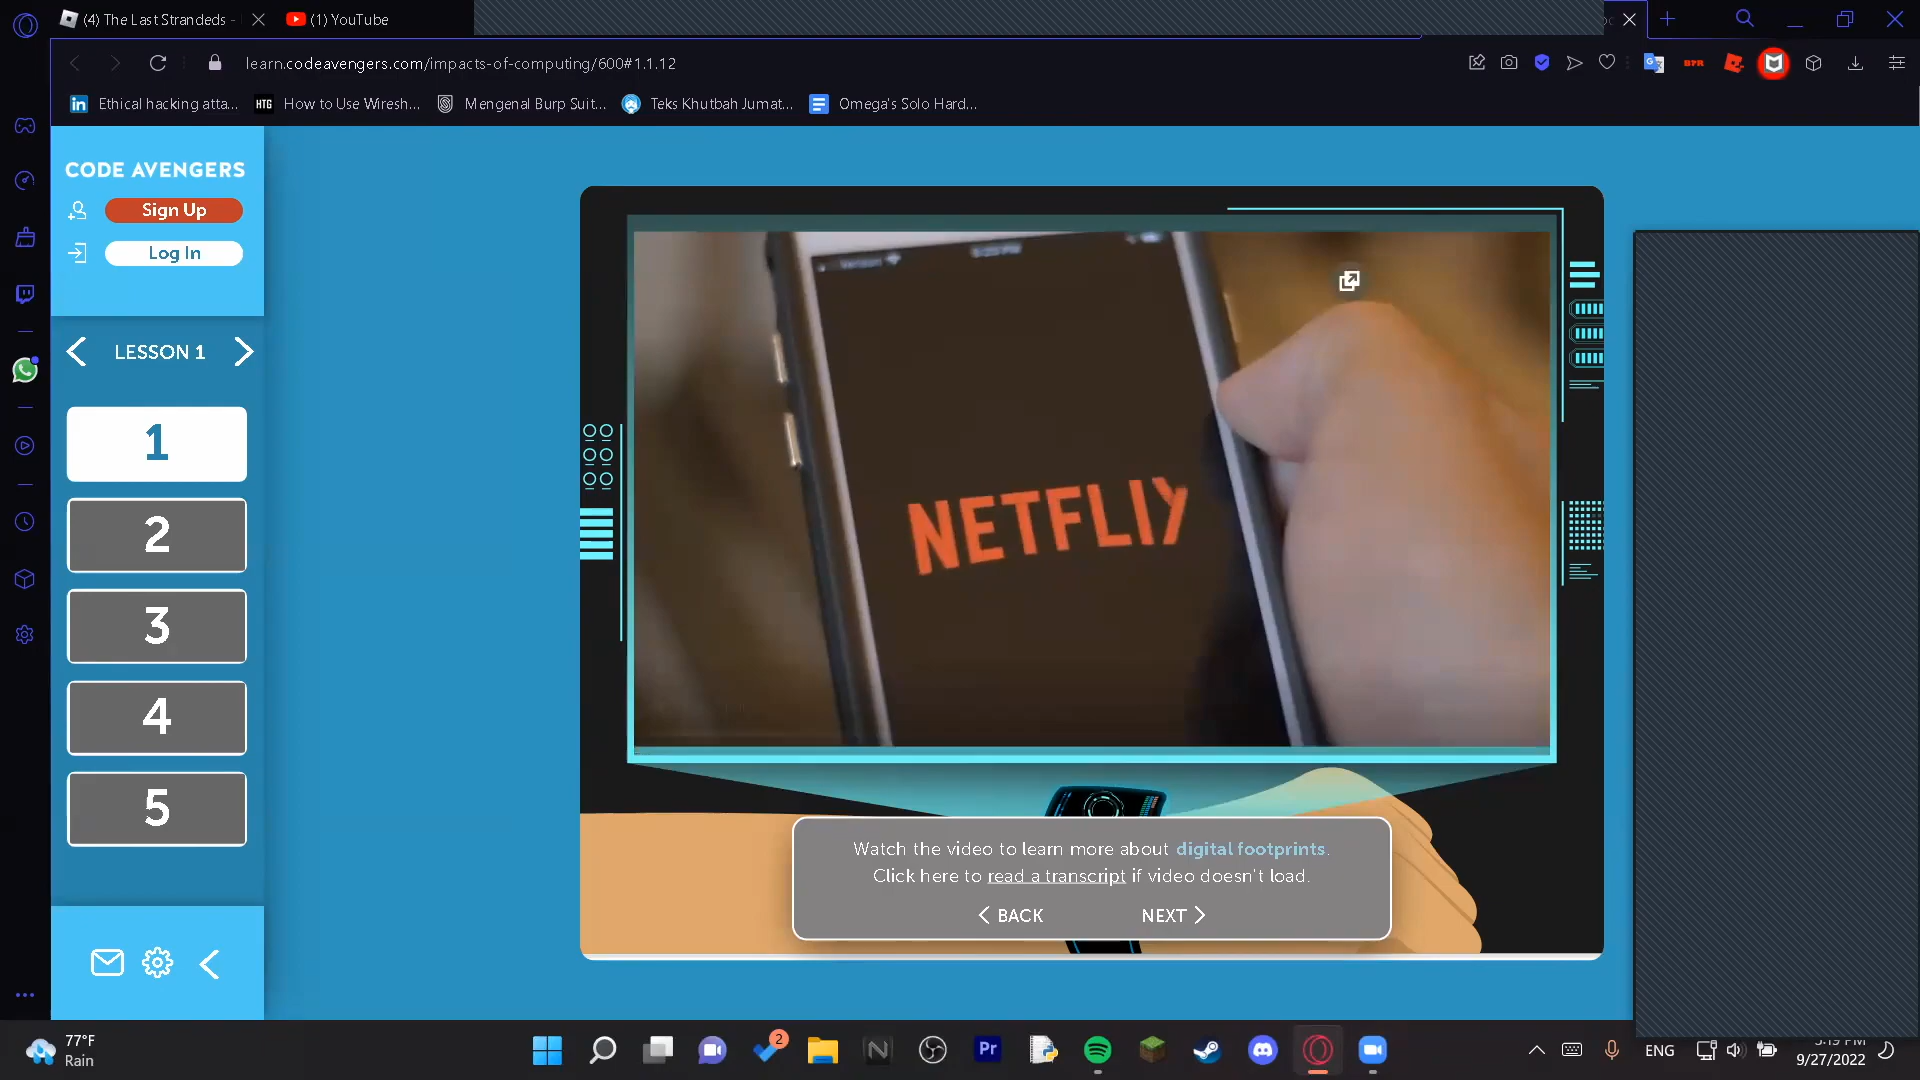 (4) The Last Strandeds -
(1) YouTube
learn.codeavengers.com/impacts-of-computing/600#1.1.12
Ethical hacking atta...
HTG
How to Use Wiresh...
Mengenal Burp Suit...
Teks Khutbah Jumat...
Omega's Solo Hard...
CODE AVENGERS
Sign Up
Log In
LESSON 1
1
2
3
4
5
NETFLIX
Watch the video to learn more about digital footprints.
Click here to read a transcript if video doesn't load.
BACK
NEXT
77°F
Rain
2
N
Pr
ENG
9/27/2022